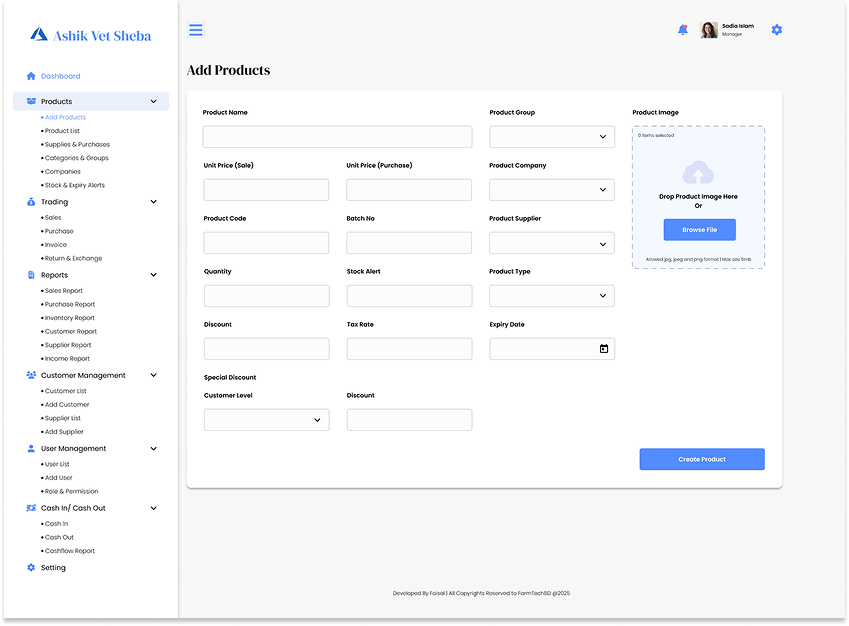 Ashik Vet Sheba
Dashboard
Products
• Add Products
• Product List
• Supplies & Purchases
• Categories & Groups
• Companies
• Stock & Expiry Alerts
Trading
• Sales
• Purchase
• Invoice
• Return & Exchange
Reports
• Sales Report
• Purchase Report
• Inventory Report
• Customer Report
• Supplier Report
• Income Report
Customer Management
• Customer List
• Add Customer
• Supplier List
• Add Supplier
User Management
• User List
• Add User
• Role & Permission
Cash In/ Cash Out
• Cash In
• Cash Out
• Cashflow Report
Setting
Sadia Islam
Manager
Add Products
Product Name
Product Group
Product Image
Unit Price (Sale)
Unit Price (Purchase)
Product Company
Product Code
Batch No
Product Supplier
Quantity
Stock Alert
Product Type
Discount
Tax Rate
Expiry Date
Special Discount
Customer Level
Discount
0 items selected
Drop Product Image Here
Or
Browse File
Allowed jpg, jpeg and png format | Max size 5mb
Create Product
Developed By Faisal | All Copyrights Reserved to FarmTechBD @2025